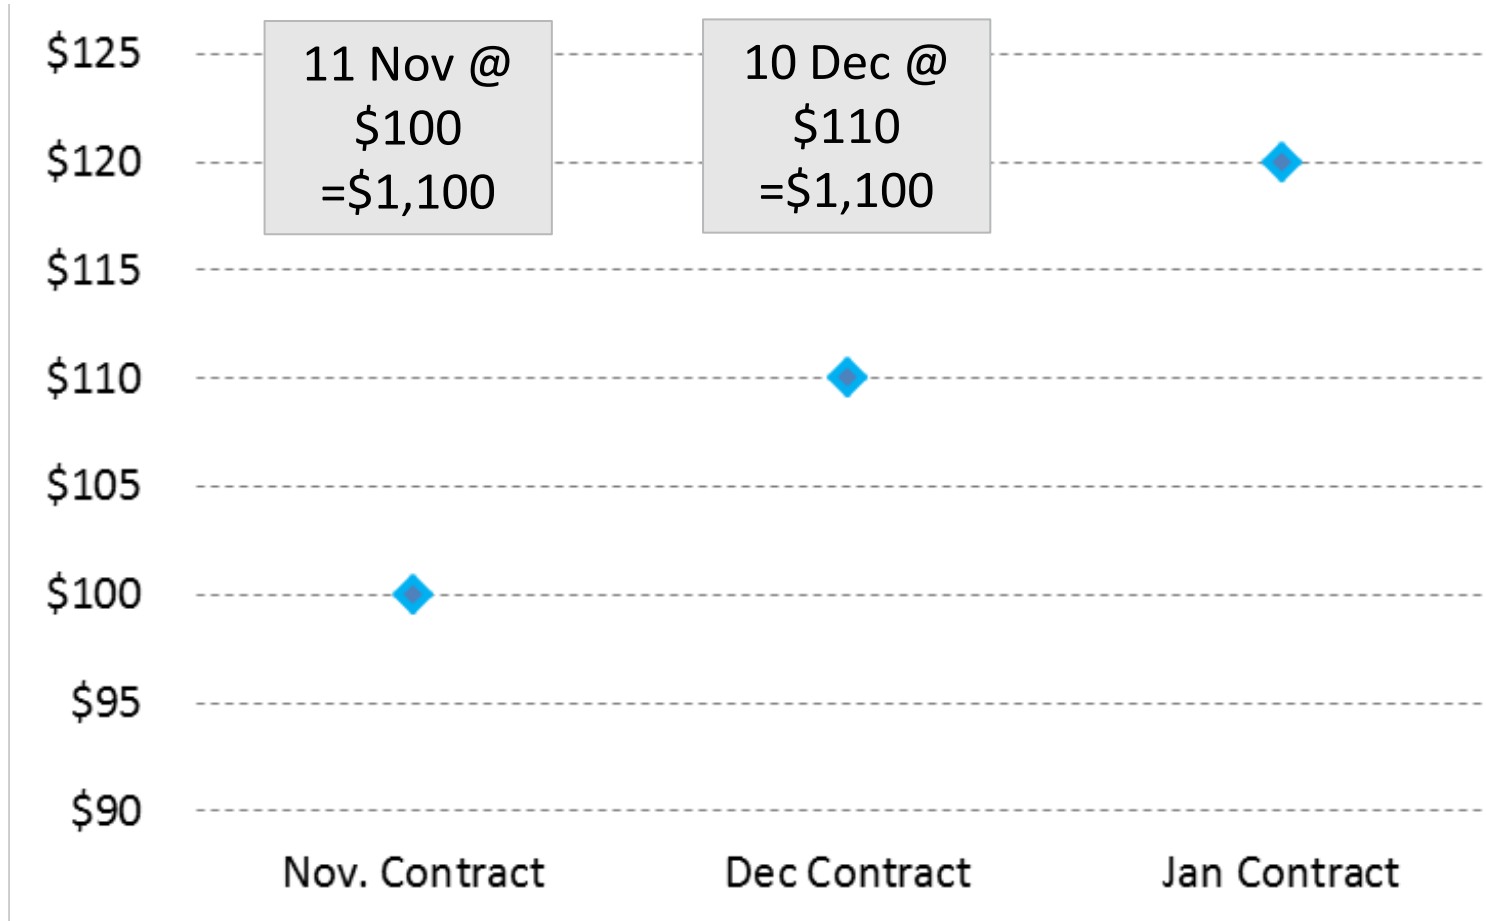 $125
$120
$115
$110
$105
$100
$95
$90
11 Nov @
$100
=$1,100
10 Dec @
$110
=$1,100
Nov. Contract
Dec Contract
Jan Contract